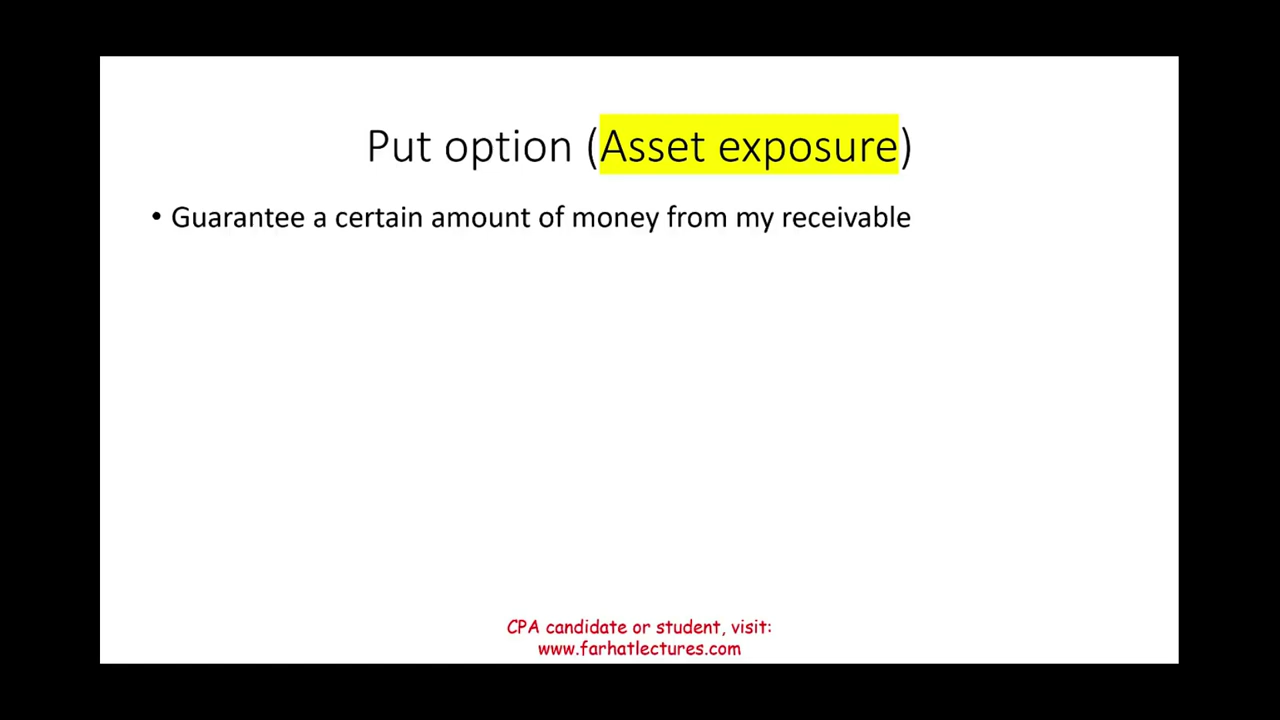 Put option (Asset exposure)
• Guarantee a certain amount of money from my receivable
CPA candidate or student, visit:
www.farhatlectures.com